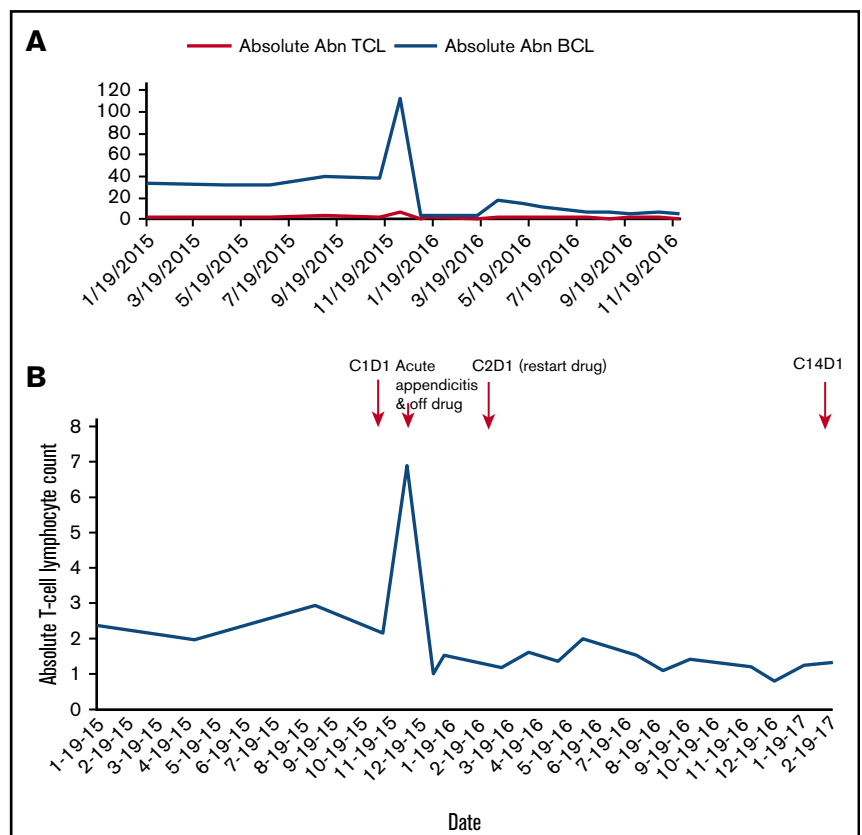 A
Absolute Abn TCL Absolute Abn BCL
120
100
80
60
40
20
0
1/19/2015 3/19/2015 5/19/2015 7/19/2015 9/19/2015 11/19/2015 1/19/2016 3/19/2016 5/19/2016 7/19/2016 9/19/2016 11/19/2016
B
C1D1 Acute appendicitis & off drug
C2D1 (restart drug)
C14D1
Absolute T-cell lymphocyte count
8
7
6
5
4
3
2
1
0
1-19-15 2-19-15 3-19-15 4-19-15 5-19-15 6-19-15 7-19-15 8-19-15 9-19-15 10-19-15 11-19-15 12-19-15 1-19-16 2-19-16 3-19-16 4-19-16 5-19-16 6-19-16 7-19-16 8-19-16 9-19-16 10-19-16 11-19-16 12-19-16 1-19-17 2-19-17
Date